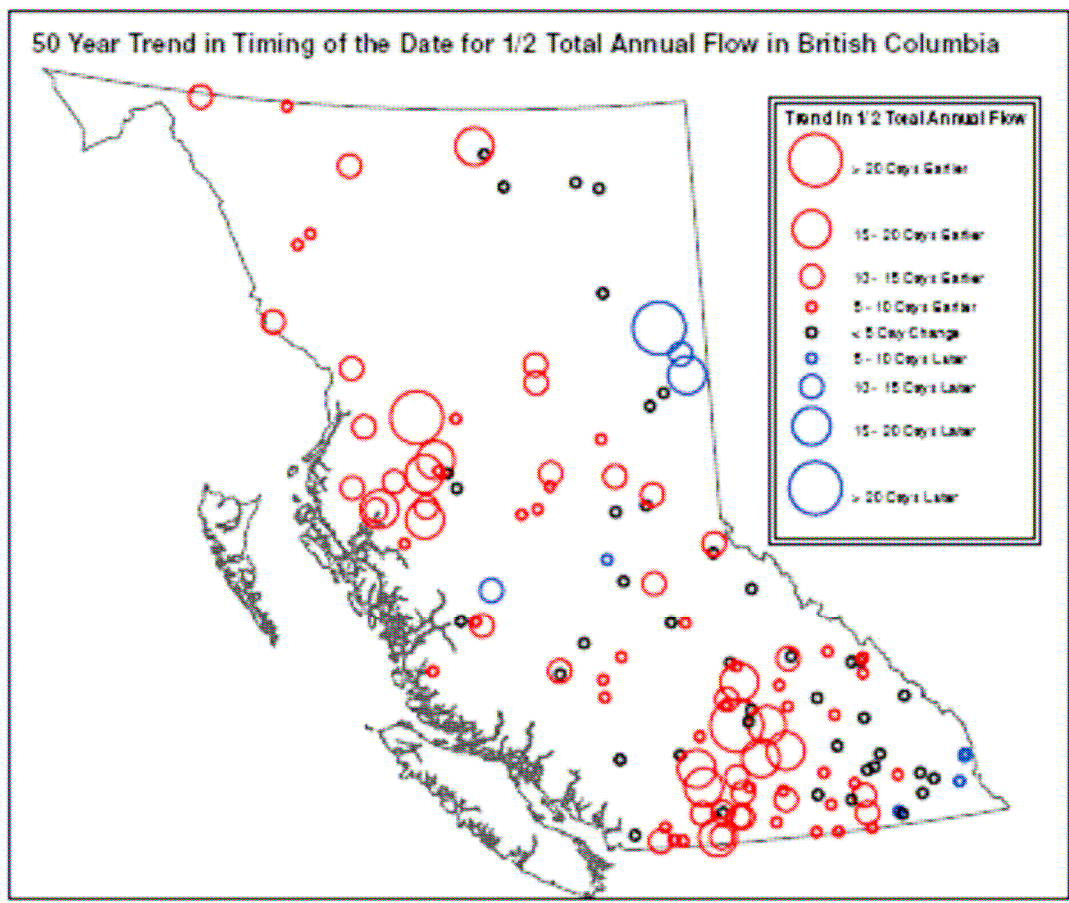 50 Year Trend in Timing of the Date for 1/2 Total Annual Flow in British Columbia
Trend In 1/2 Total Annual Flow
> 20 Days Earlier
15 - 20 Days Earlier
10 - 15 Days Earlier
5 - 10 Days Earlier
< 5 Day Change
5 - 10 Days Later
10 - 15 Days Later
15 - 20 Days Later
> 20 Days Later